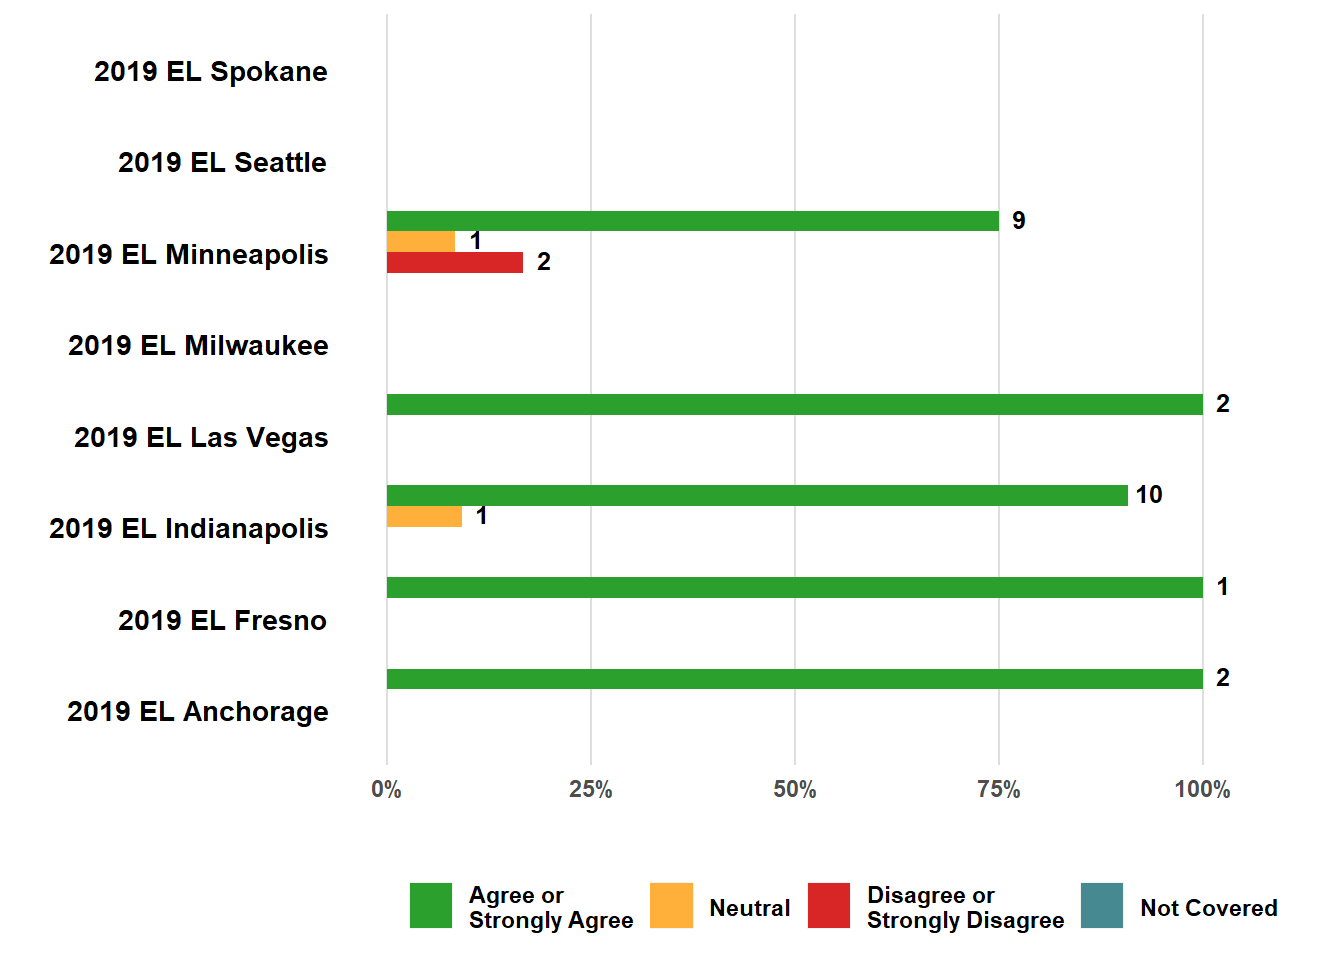 2019 EL Spokane
2019 EL Seattle
9
1
2019 EL Minneapolis
2
2019 EL Milwaukee
2
2019 EL Las Vegas
10
1
2019 EL Indianapolis
1
2019 EL Fresno
2
2019 EL Anchorage
0% 25% 50% 75% 100%
Agree or
Strongly Agree
Neutral
Disagree or
Strongly Disagree
Not Covered